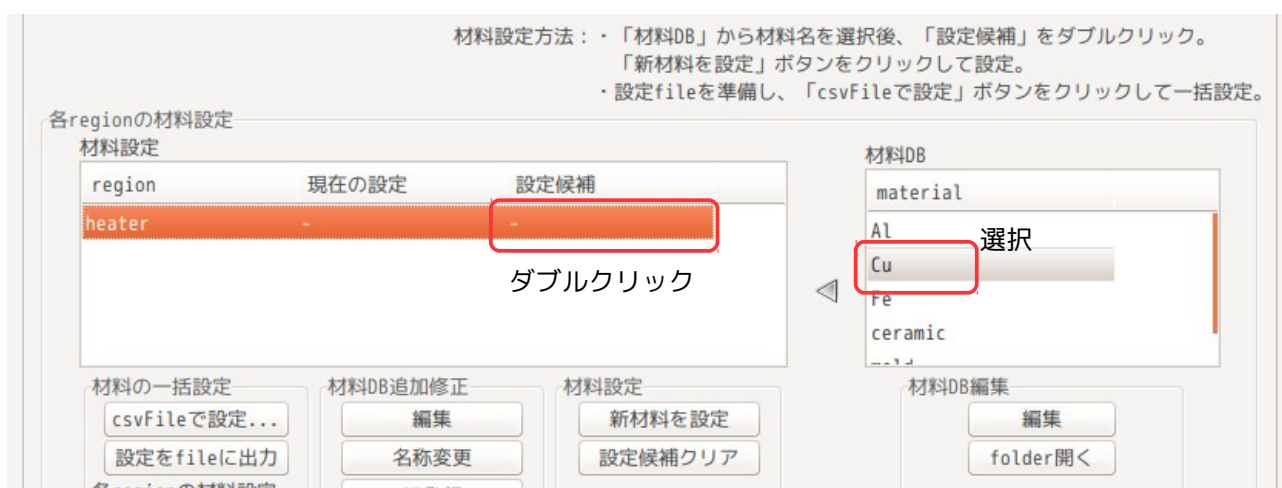 材料設定方法：・「材料DB」から材料名を選択後、「設定候補」をダブルクリック。
「新材料を設定」ボタンをクリックして設定。
・設定fileを準備し、「csvFileで設定」ボタンをクリックして一括設定。
各regionの材料設定
材料設定
region 現在の設定 設定候補
heater - -
ダブルクリック
材料DB
material
Al
選択
Cu
Fe
ceramic
材料の一括設定
csvFileで設定...
設定をfileに出力
材料DB追加修正
編集
名称変更
材料設定
新材料を設定
設定候補クリア
材料DB編集
編集
folder開く